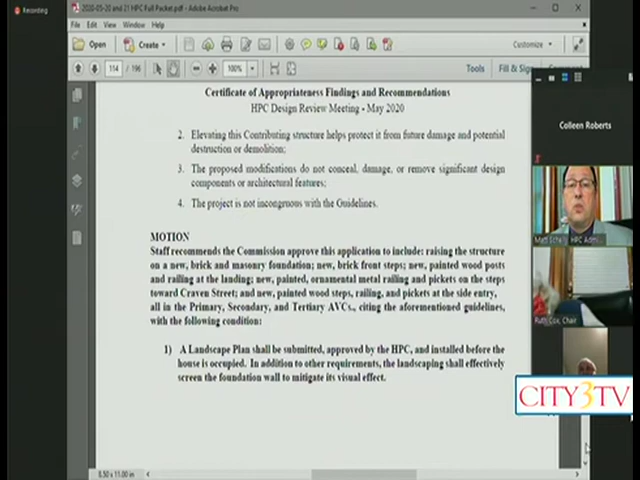 Recording
2020-05-20 and 21 HPC Full Packet.pdf - Adobe Acrobat Pro
File Edit View Window Help
Open Create Customize
114 / 196 100% Tools Fill & Sign
Certificate of Appropriateness Findings and Recommendations
HPC Design Review Meeting - May 2020
2. Elevating this Contributing structure helps protect it from future damage and potential
destruction or demolition;
3. The proposed modifications do not conceal, damage, or remove significant design
components or architectural features;
4. The project is not incongruous with the Guidelines.
MOTION
Staff recommends the Commission approve this application to include: raising the structure
on a new, brick and masonry foundation; new, brick front steps; new, painted wood posts
and railing at the landing; new, painted, ornamental metal railing and pickets on the steps
toward Craven Street; and new, painted wood steps, railing, and pickets at the side entry,
all in the Primary, Secondary, and Tertiary AVCs., citing the aforementioned guidelines,
with the following condition:
1) A Landscape Plan shall be submitted, approved by the HPC, and installed before the
house is occupied. In addition to other requirements, the landscaping shall effectively
screen the foundation wall to mitigate its visual effect.
8.50 x 11.00 in
Colleen Roberts
Matt HPC
Ruth Cox, Chair
CITY3TV